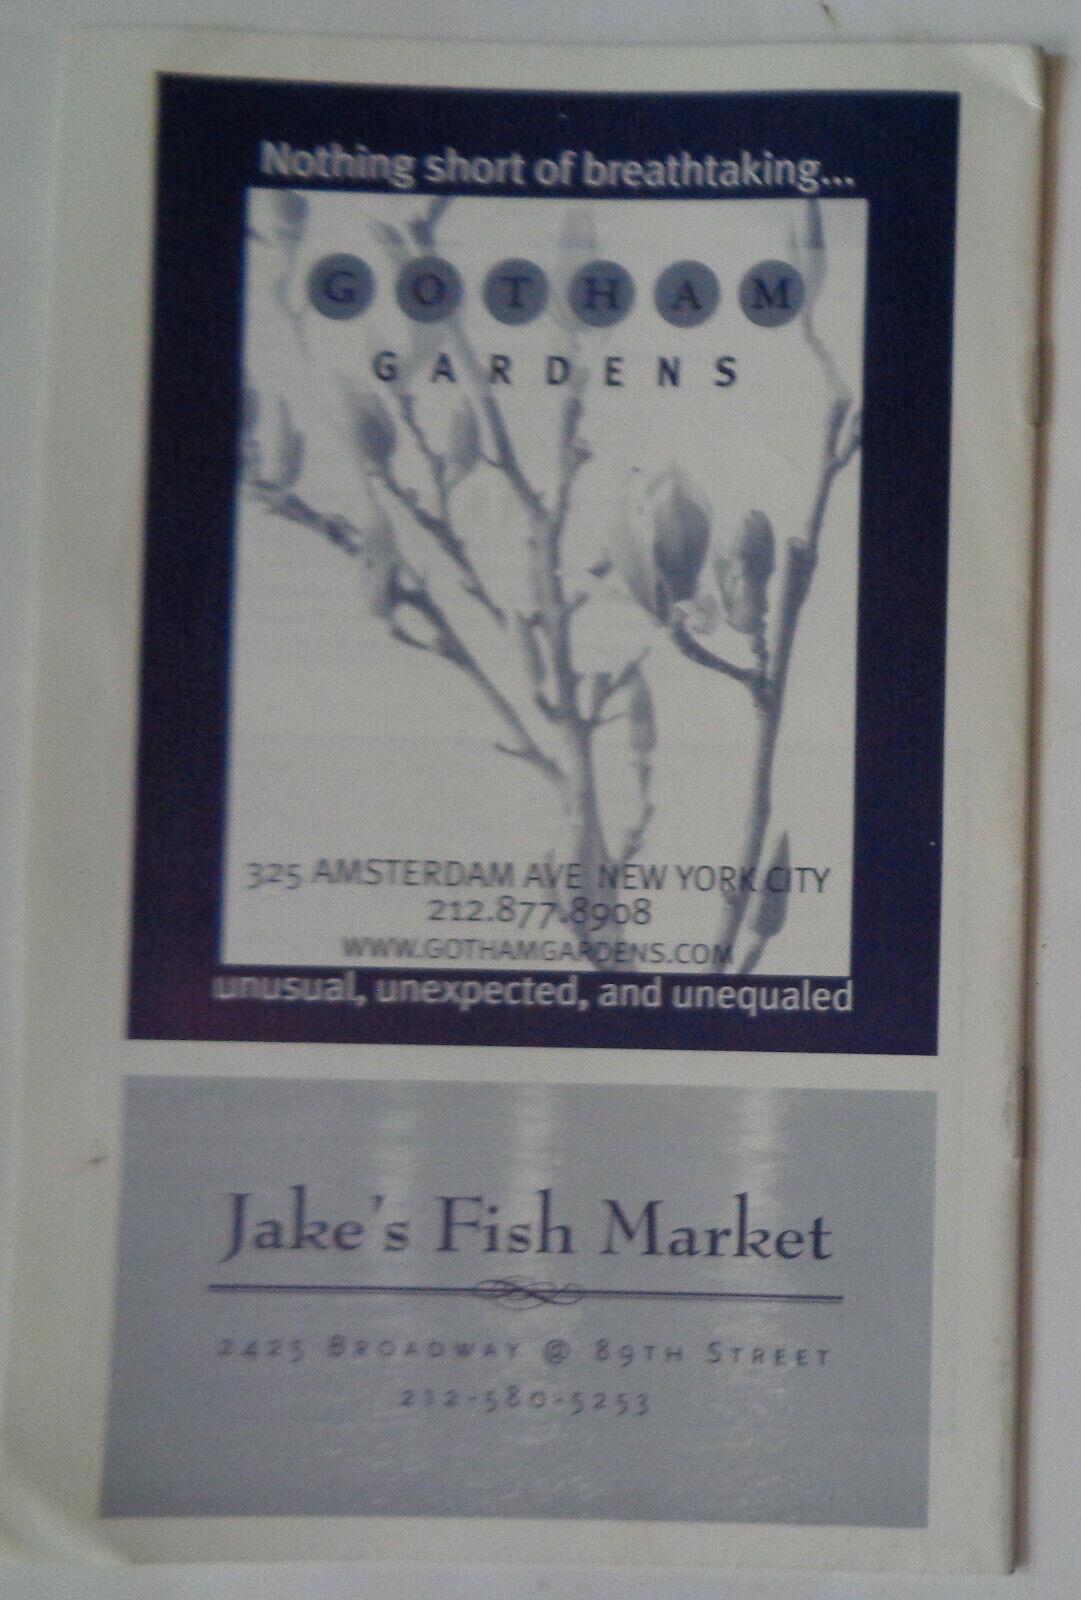 Nothing short of breathtaking...
GOTHAM
GARDENS
325 AMSTERDAM AVE NEW YORK CITY
212.877.8908
WWW.GOTHAMGARDENS.COM
unusual, unexpected, and unequaled
Jake's Fish Market
2425 BROADWAY @ 89TH STREET
212-580-5253